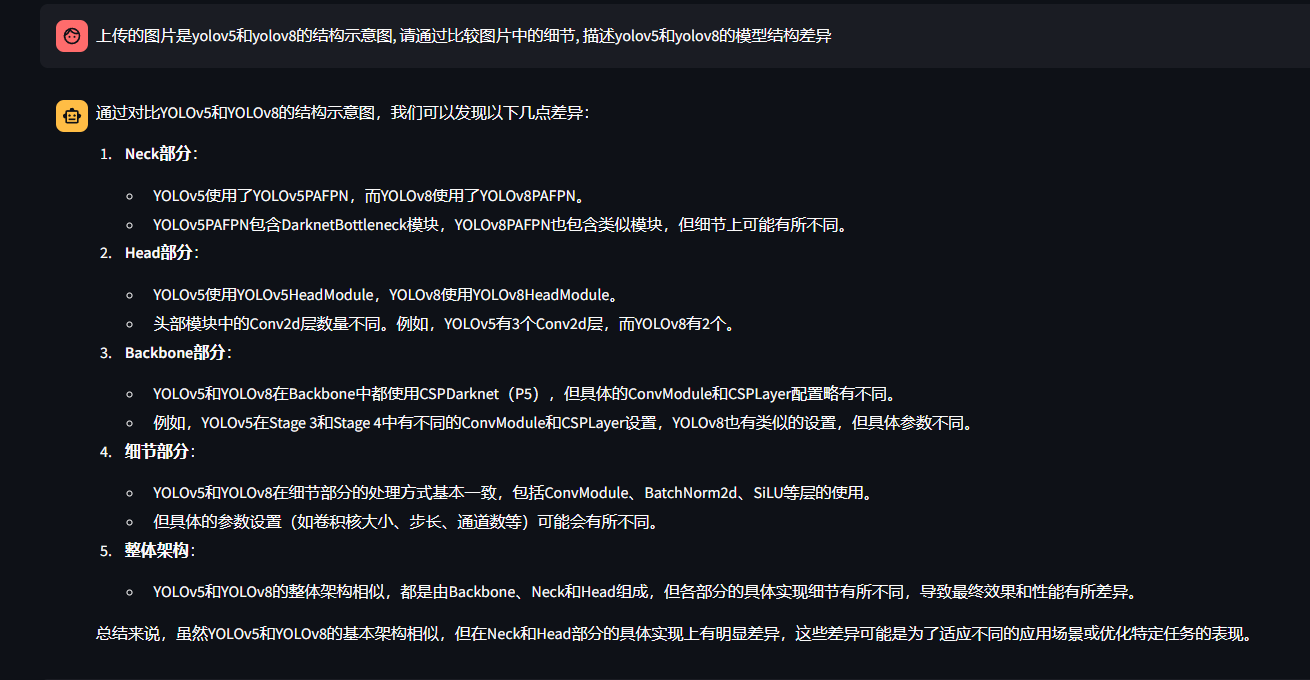 上传的图片是yolov5和yolov8的结构示意图, 请通过比较图片中的细节, 描述yolov5和yolov8的模型结构差异
通过对比YOLOv5和YOLOv8的结构示意图，我们可以发现以下几点差异：
1. Neck部分：
YOLOv5使用了YOLOv5PAFPN，而YOLOv8使用了YOLOv8PAFPN。
YOLOv5PAFPN包含DarknetBottleneck模块，YOLOv8PAFPN也包含类似模块，但细节上可能有所不同。
2. Head部分：
YOLOv5使用YOLOv5HeadModule，YOLOv8使用YOLOv8HeadModule。
头部模块中的Conv2d层数量不同。例如，YOLOv5有3个Conv2d层，而YOLOv8有2个。
3. Backbone部分：
YOLOv5和YOLOv8在Backbone中都使用CSPDarknet（P5），但具体的ConvModule和CSPLayer配置略有不同。
例如，YOLOv5在Stage 3和Stage 4中有不同的ConvModule和CSPLayer设置，YOLOv8也有类似的设置，但具体参数不同。
4. 细节部分：
YOLOv5和YOLOv8在细节部分的处理方式基本一致，包括ConvModule、BatchNorm2d、SiLU等层的使用。
但具体的参数设置（如卷积核大小、步长、通道数等）可能会有所不同。
5. 整体架构：
YOLOv5和YOLOv8的整体架构相似，都是由Backbone、Neck和Head组成，但各部分的具体实现细节有所不同，导致最终效果和性能有所差异。
总结来说，虽然YOLOv5和YOLOv8的基本架构相似，但在Neck和Head部分的具体实现上有明显差异，这些差异可能是为了适应不同的应用场景或优化特定任务的表现。